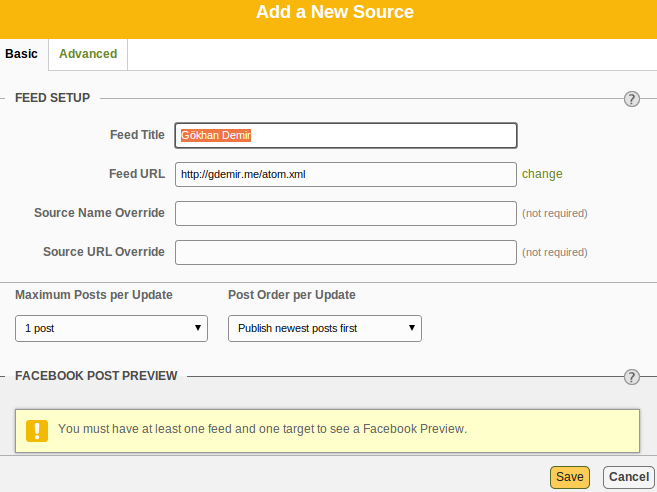 Add a New Source
Basic Advanced
FEED SETUP ?
Feed Title Gökhan Demir
Feed URL http://gdemir.me/atom.xml change
Source Name Override (not required)
Source URL Override (not required)
Maximum Posts per Update Post Order per Update
1 post Publish newest posts first
FACEBOOK POST PREVIEW ?
! You must have at least one feed and one target to see a Facebook Preview.
Save Cancel